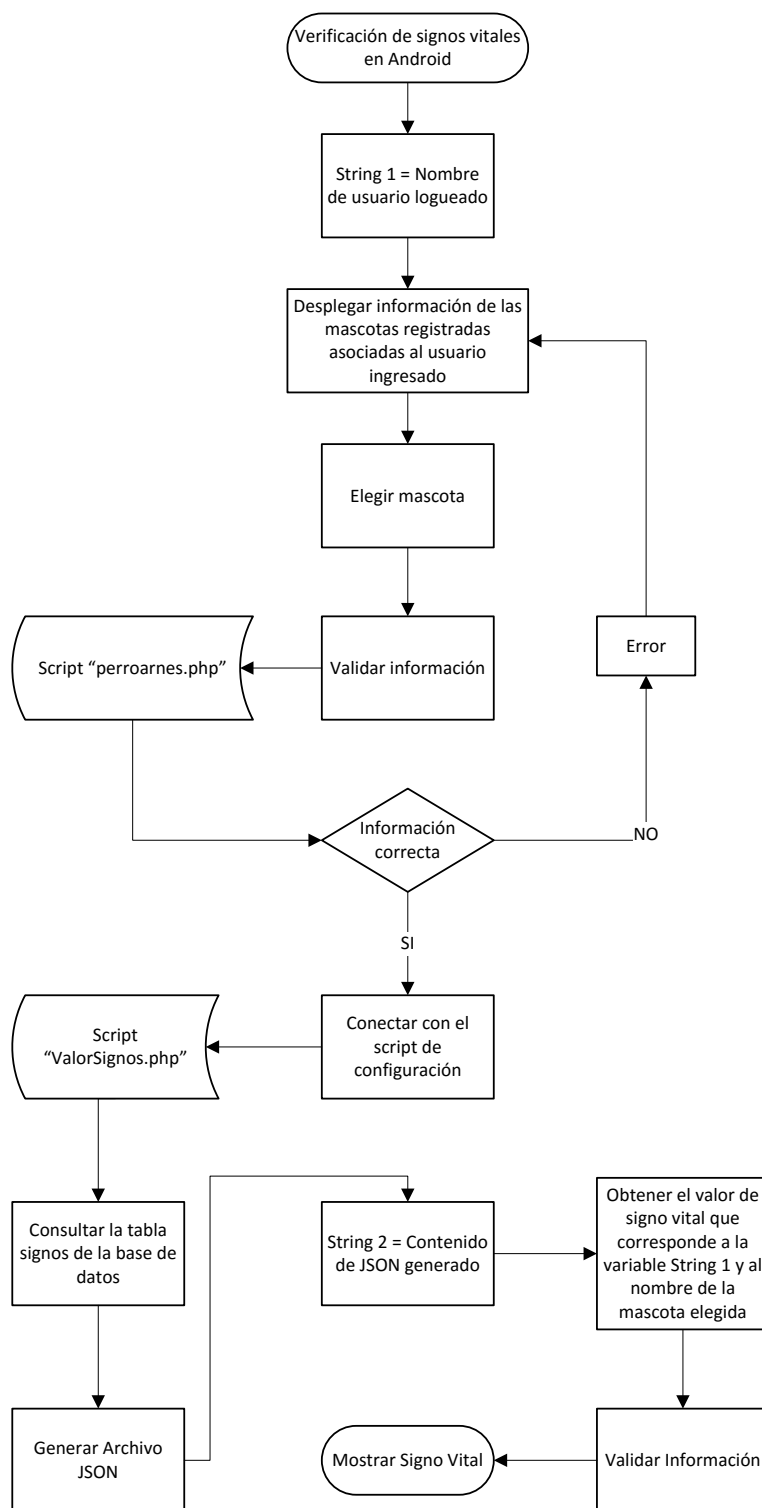 Verificación de signos vitales
en Android
String 1 = Nombre
de usuario logueado
Desplegar información de las
mascotas registradas
asociadas al usuario
ingresado
Elegir mascota
Script “perroarnes.php”
Validar información
Error
Información
correcta
NO
SI
Script
“ValorSignos.php”
Conectar con el
script de
configuración
Consultar la tabla
signos de la base de
datos
String 2 = Contenido
de JSON generado
Obtener el valor de
signo vital que
corresponde a la
variable String 1 y al
nombre de la
mascota elegida
Generar Archivo
JSON
Mostrar Signo Vital
Validar Información